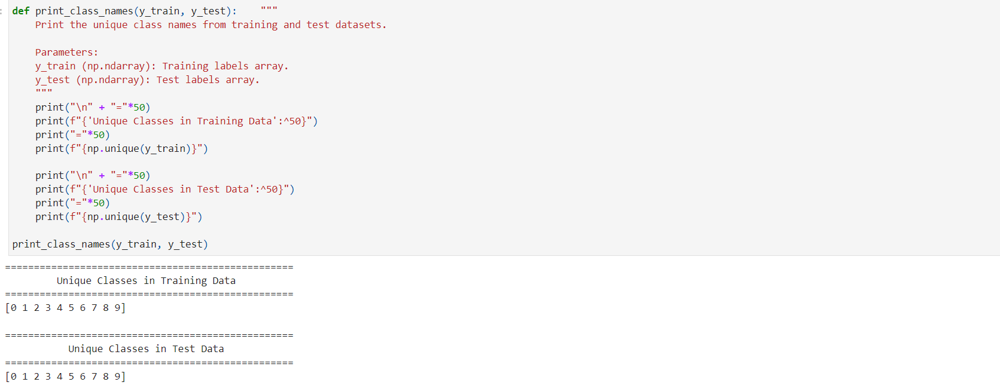 def print_class_names(y_train, y_test):    """
    Print the unique class names from training and test datasets.

    Parameters:
    y_train (np.ndarray): Training labels array.
    y_test (np.ndarray): Test labels array.
    """
    print("\n" + "="*50)
    print(f"{'Unique Classes in Training Data':^50}")
    print("="*50)
    print(f"{np.unique(y_train)}")

    print("\n" + "="*50)
    print(f"{'Unique Classes in Test Data':^50}")
    print("="*50)
    print(f"{np.unique(y_test)}")

print_class_names(y_train, y_test)
==================================================
         Unique Classes in Training Data
==================================================
[0 1 2 3 4 5 6 7 8 9]

==================================================
           Unique Classes in Test Data
==================================================
[0 1 2 3 4 5 6 7 8 9]